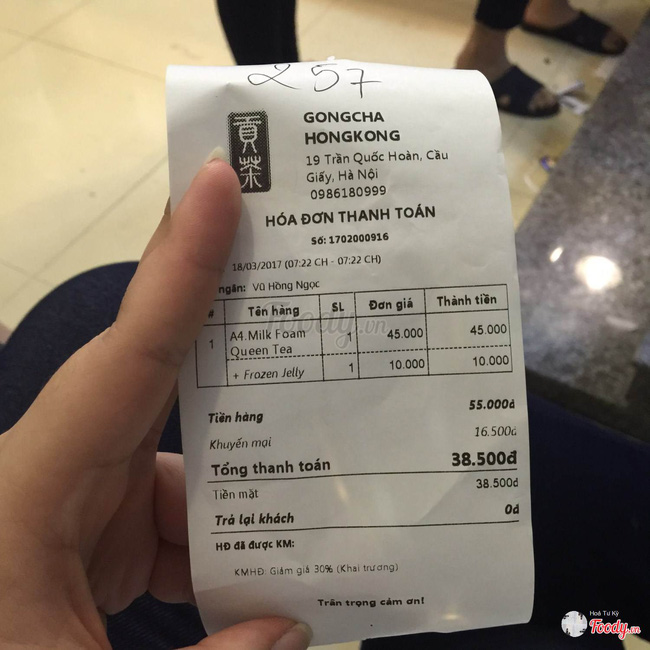 257
貢茶
GONGCHA
HONGKONG
19 Trần Quốc Hoàn, Cầu
Giấy, Hà Nội
0986180999
HÓA ĐƠN THANH TOÁN
Số: 1702000916
18/03/2017 (07:22 CH - 07:22 CH)
ngân: Vũ Hồng Ngọc
# Tên hàng SL Đơn giá Thành tiền
1 A4.Milk Foam Queen Tea 1 45.000 45.000
+ Frozen Jelly 1 10.000 10.000
Tiền hàng 55.000đ
Khuyến mại 16.500đ
Tổng thanh toán 38.500đ
Tiền mặt 38.500đ
Trả lại khách 0đ
HĐ đã được KM:
KMHĐ: Giảm giá 30% (Khai trương)
Trân trọng cảm ơn!
Foody.vn
Hoả Tư Kỳ
Foody.vn